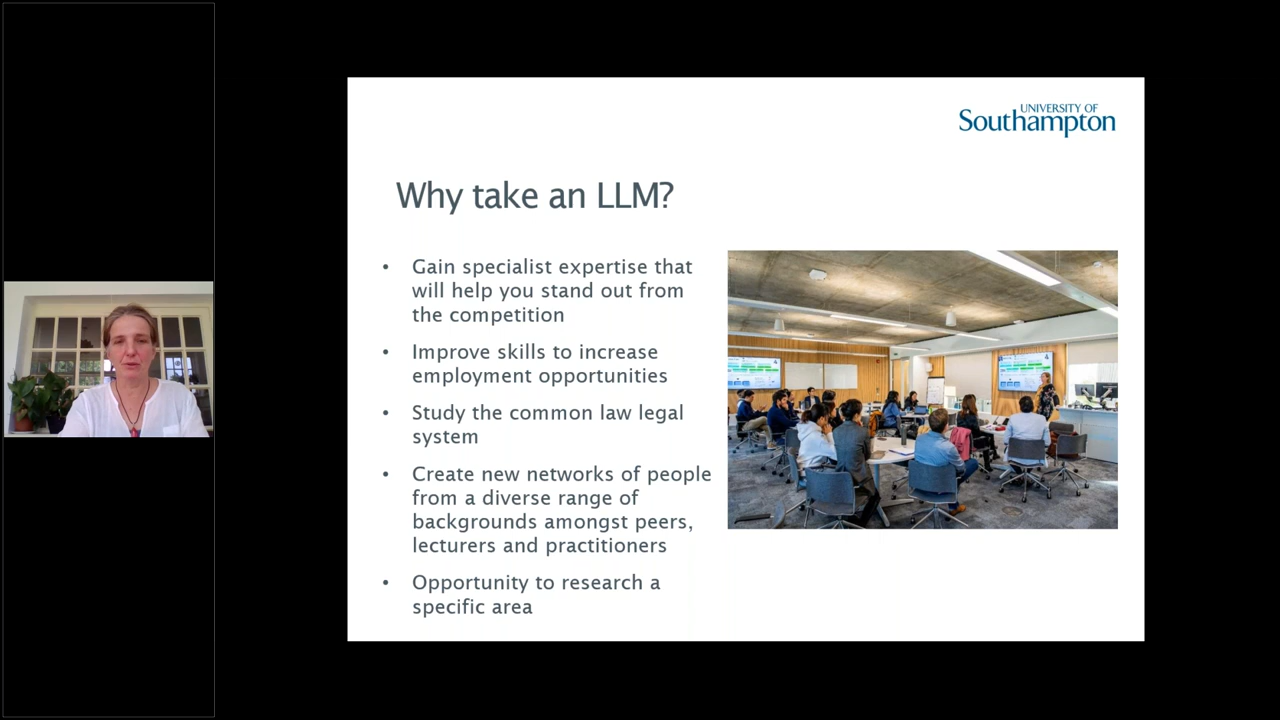 UNIVERSITY OF
Southampton
Why take an LLM?
• Gain specialist expertise that
will help you stand out from
the competition
• Improve skills to increase
employment opportunities
• Study the common law legal
system
• Create new networks of people
from a diverse range of
backgrounds amongst peers,
lecturers and practitioners
• Opportunity to research a
specific area